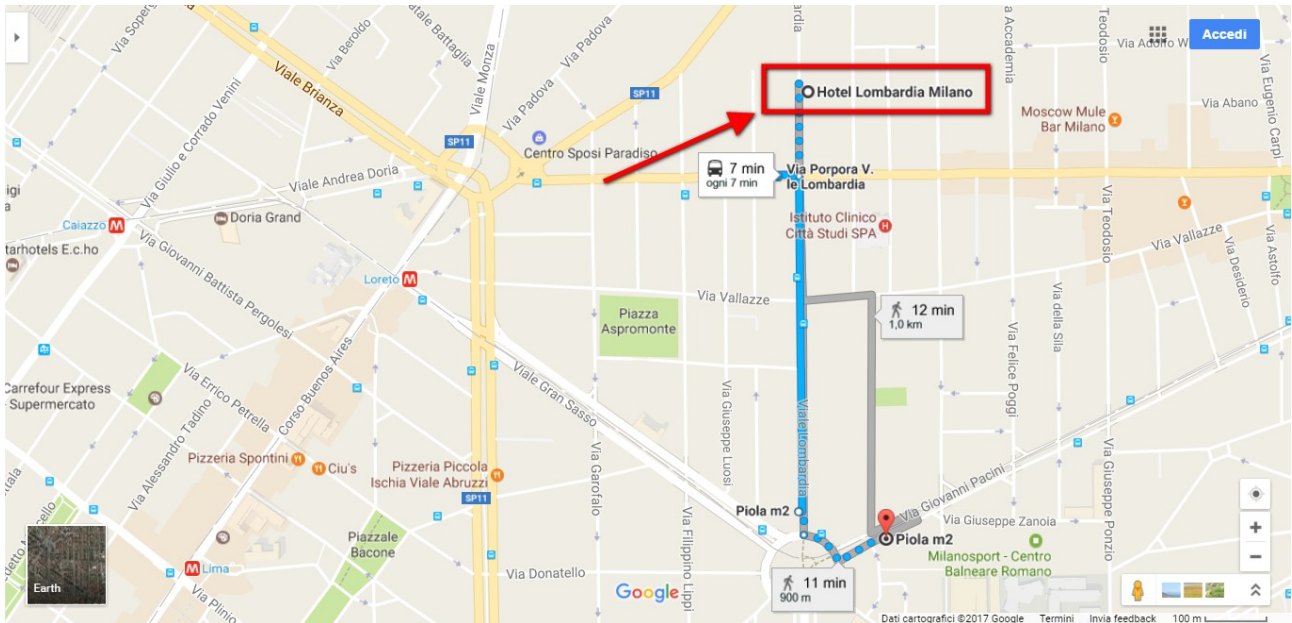 Via Soperga
Via Beroldo
Battaglia
Via Padova
bardia
ia Accademia
Teodosio
Via Adolfo W
Accedi
Viale Brianza
Viale Monza
Via Padova
SP11
Hotel Lombardia Milano
Via Eugenio Carpi
Moscow Mule
Bar Milano
Via Abano
Via Giulio e Corrado Venini
SP11
Centro Sposi Paradiso
7 min
ogni 7 min
Via Porpora V.
le Lombardia
Viale Andrea Doria
igi
a
Doria Grand
Istituto Clinico
Città Studi SPA
Via Teodosio
Caiazzo
M
tarhotels E.c.ho
Via Vallazze
Via Desiderio
Via Astolfo
Via Giovanni Battista Pergolesi
Loreto
M
Via Vallazze
Piazza
Aspromonte
12 min
1,0 km
Via della Sila
Via Felice Poggi
Carrefour Express
Supermercato
Via Errico Petrella
Corso Buenos Aires
Viale Gran Sasso
Via Giuseppe Luosi
Viale Lombardia
Via Alessandro Tadino
Pizzeria Spontini
Ciu's
Pizzeria Piccola
Ischia Viale Abruzzi
SP11
Via Garofalo
Via Giovanni Pacini
Via Giuseppe Ponzio
Piola m2
Via Filippino Lippi
Via Giuseppe Zanoia
Piola m2
Piazzale
Bacone
Milanosport - Centro
Balneare Romano
edetto Marcello
M
Lima
Via Donatello
11 min
900 m
Earth
Via Plinio
Google
Dati cartografici ©2017 Google Termini Invia feedback 100 m